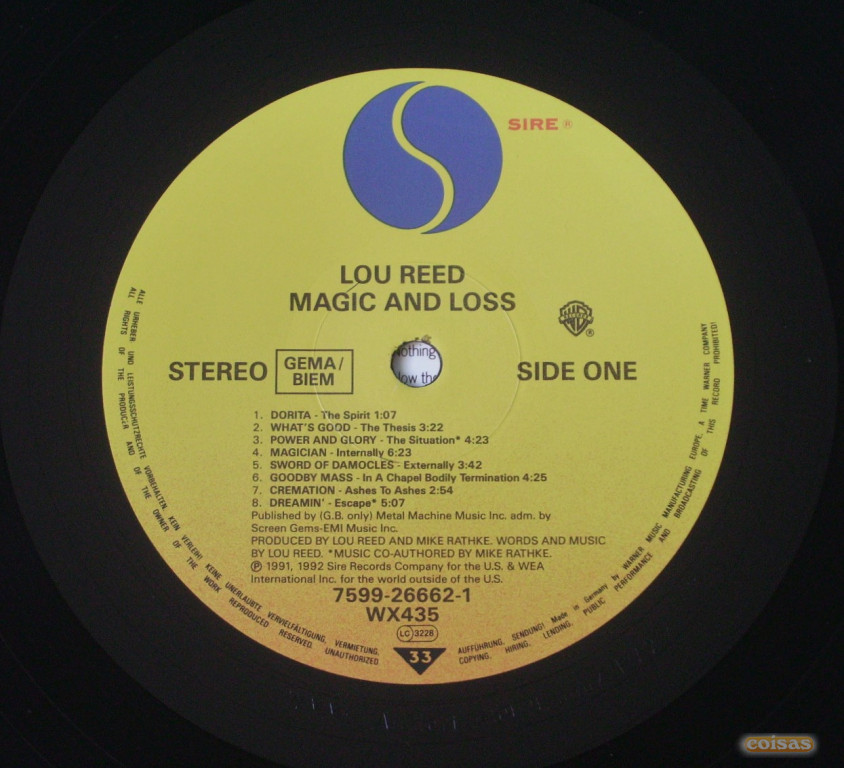 SIRE ®
LOU REED
MAGIC AND LOSS
®
othing
low the
STEREO
GEMA/
BIEM
SIDE ONE
1. DORITA - The Spirit 1:07
2. WHAT'S GOOD - The Thesis 3:22
3. POWER AND GLORY - The Situation* 4:23
4. MAGICIAN - Internally 6:23
5. SWORD OF DAMOCLES - Externally 3:42
6. GOODBY MASS - In A Chapel Bodily Termination 4:25
7. CREMATION - Ashes To Ashes 2:54
8. DREAMIN' - Escape* 5:07
Published by (G.B. only) Metal Machine Music Inc. adm. by
Screen Gems-EMI Music Inc.
PRODUCED BY LOU REED AND MIKE RATHKE. WORDS AND MUSIC
BY LOU REED. *MUSIC CO-AUTHORED BY MIKE RATHKE.
℗ 1991, 1992 Sire Records Company for the U.S. & WEA
International Inc. for the world outside of the U.S.
7599-26662-1
WX435
LC 3228
33
ALLE URHEBER UND LEISTUNGSSCHUTZRECHTE VORBEHALTEN. KEIN VERLEIH! KEINE UNERLAUBTE VERVIELFÄLTIGUNG, VERMIETUNG, AUFFÜHRUNG, SENDUNG! Made in Germany by WARNER MUSIC MANUFACTURING EUROPE, A TIME WARNER COMPANY
ALL RIGHTS OF THE PRODUCER AND OF THE OWNER OF THE WORK REPRODUCED RESERVED. UNAUTHORIZED COPYING, HIRING, LENDING, PUBLIC PERFORMANCE AND BROADCASTING OF THIS RECORD PROHIBITED!
coisas